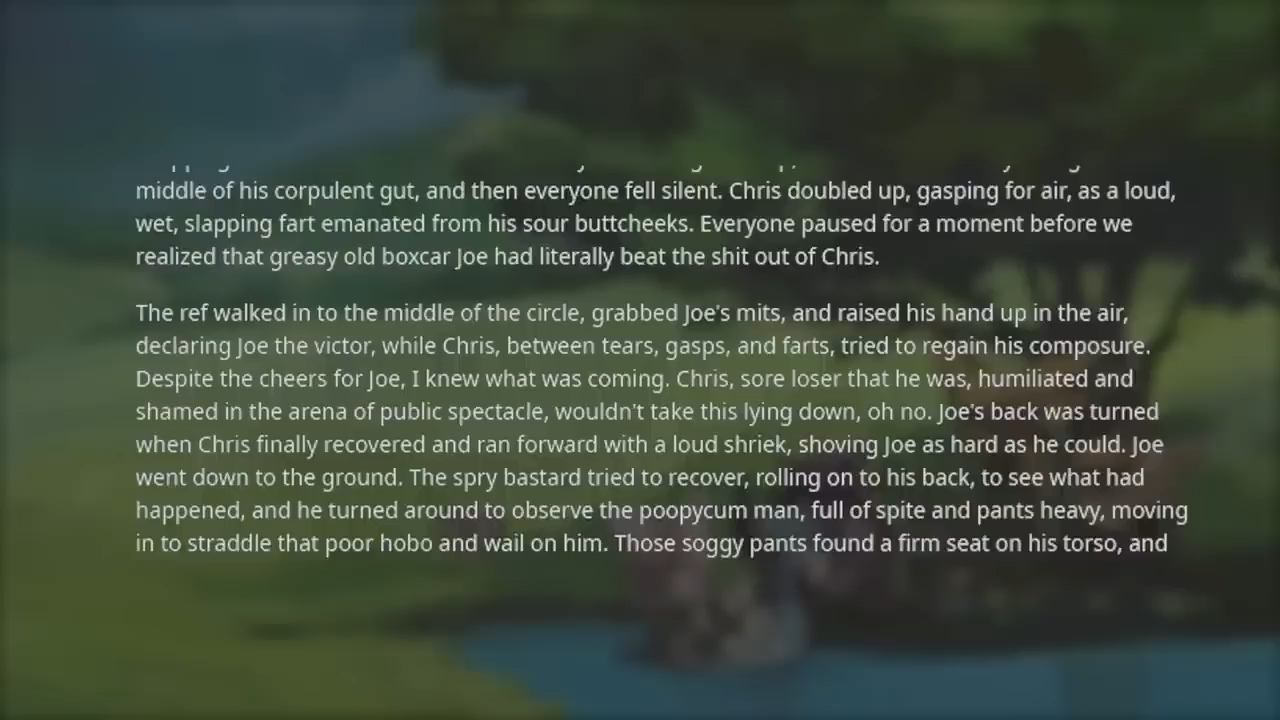 middle of his corpulent gut, and then everyone fell silent. Chris doubled up, gasping for air, as a loud,
wet, slapping fart emanated from his sour buttcheeks. Everyone paused for a moment before we
realized that greasy old boxcar Joe had literally beat the shit out of Chris.
The ref walked in to the middle of the circle, grabbed Joe's mits, and raised his hand up in the air,
declaring Joe the victor, while Chris, between tears, gasps, and farts, tried to regain his composure.
Despite the cheers for Joe, I knew what was coming. Chris, sore loser that he was, humiliated and
shamed in the arena of public spectacle, wouldn't take this lying down, oh no. Joe's back was turned
when Chris finally recovered and ran forward with a loud shriek, shoving Joe as hard as he could. Joe
went down to the ground. The spry bastard tried to recover, rolling on to his back, to see what had
happened, and he turned around to observe the poopycum man, full of spite and pants heavy, moving
in to straddle that poor hobo and wail on him. Those soggy pants found a firm seat on his torso, and